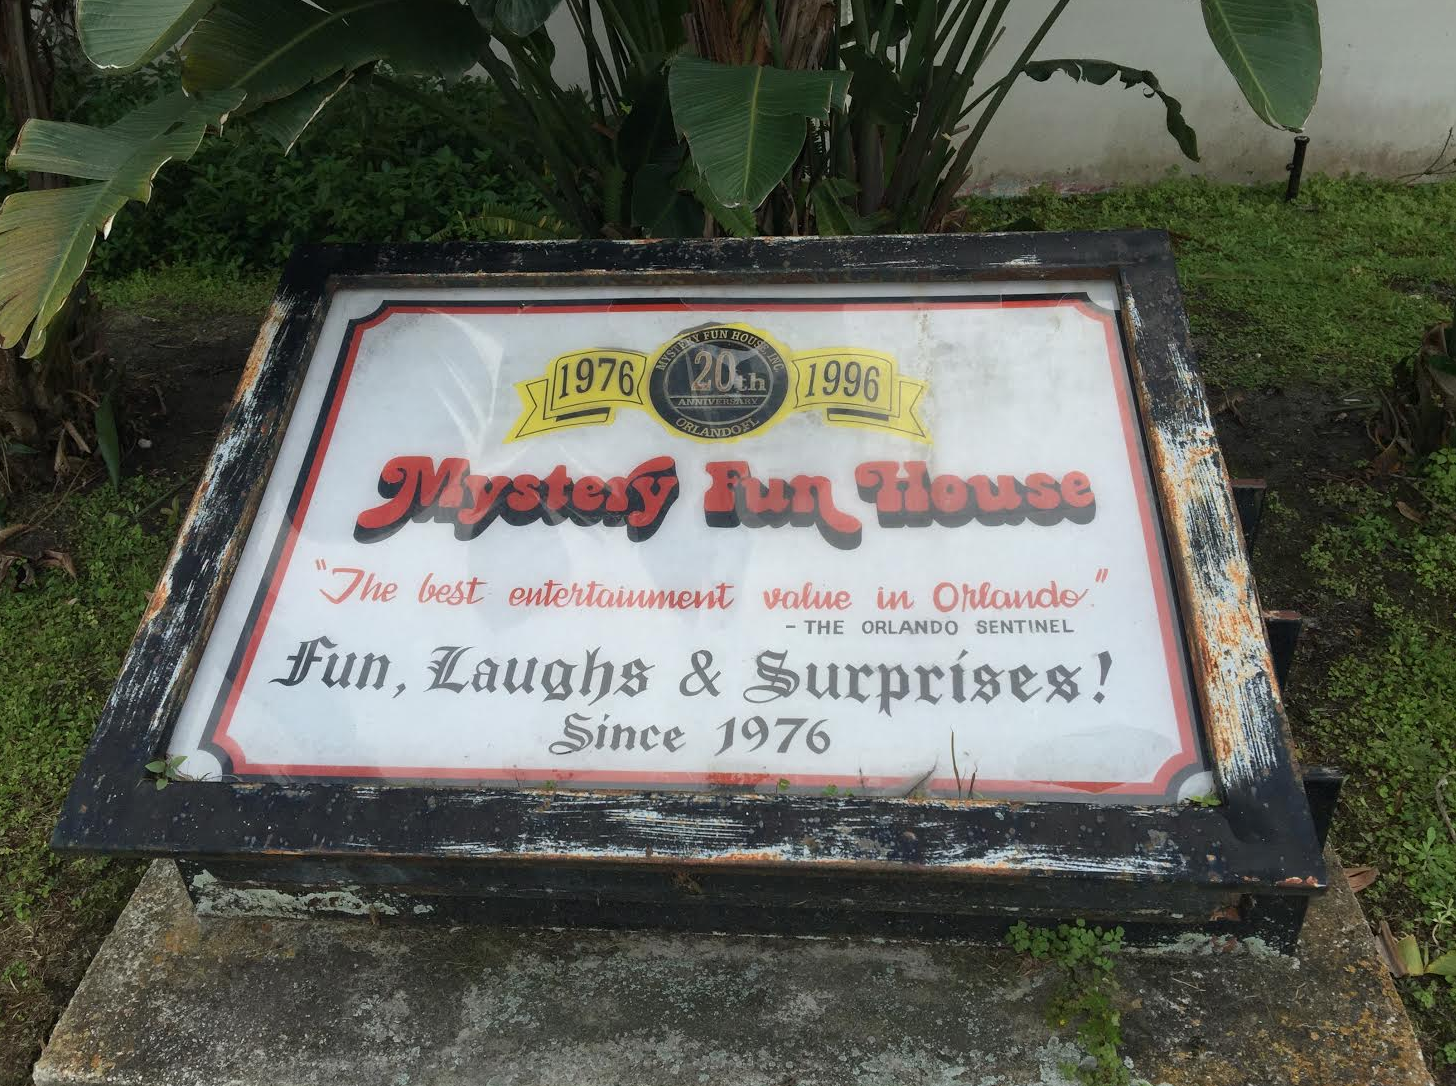 MYSTERY FUN HOUSE, INC.
1976 20th 1996
ANNIVERSARY
ORLANDO FL
Mystery Fun House
"The best entertainment value in Orlando."
- THE ORLANDO SENTINEL
Fun, Laughs & Surprises!
Since 1976